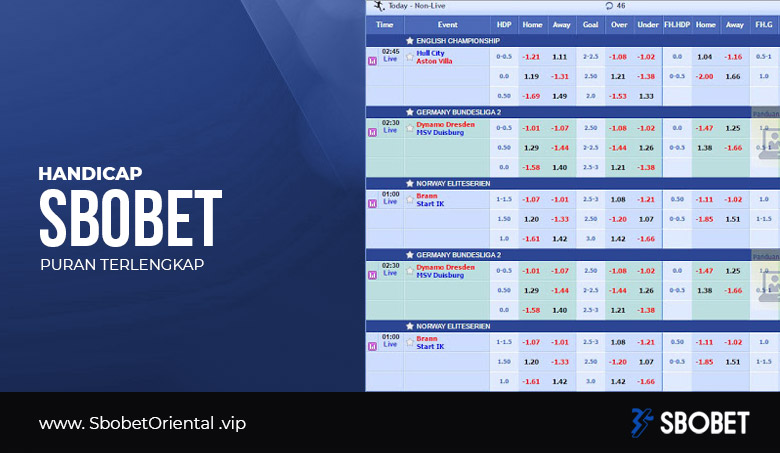 HANDICAP
SBOBET
PURAN TERLENGKAP
Today - Non-Live 46
Time Event HDP Home Away Goal Over Under FH.HDP Home Away FH.G
ENGLISH CHAMPIONSHIP
02:45 Live Hull City Aston Villa 0-0.5 -1.21 1.11 2-2.5 -1.08 -1.02 0.0 1.04 -1.16 0.5-1
0.0 1.19 -1.31 2.50 1.21 -1.38 0-0.5 -2.00 1.66 1.0
0.50 -1.69 1.49 2.0 -1.53 1.33
GERMANY BUNDESLIGA 2
Panduan
02:30 Live Dynamo Dresden MSV Duisburg 0-0.5 -1.01 -1.07 2.50 -1.08 -1.02 0.0 -1.47 1.25 1.0
0.50 1.29 -1.44 2-2.5 -1.44 1.26 0-0.5 1.38 -1.66 0.5-1
0.0 -1.58 1.40 2.5-3 1.21 -1.38
NORWAY ELITESERIEN
01:00 Live Brann Start IK 1-1.5 -1.07 -1.01 2.5-3 1.08 -1.21 0.50 -1.11 -1.02 1.0
1.50 1.20 -1.33 2.50 -1.20 1.07 0-0.5 -1.85 1.51 1-1.5
1.0 -1.61 1.42 3.0 1.42 -1.66
GERMANY BUNDESLIGA 2
Panduan
02:30 Live Dynamo Dresden MSV Duisburg 0-0.5 -1.01 -1.07 2.50 -1.08 -1.02 0.0 -1.47 1.25 1.0
0.50 1.29 -1.44 2-2.5 -1.44 1.26 0-0.5 1.38 -1.66 0.5-1
0.0 -1.58 1.40 2.5-3 1.21 -1.38
NORWAY ELITESERIEN
01:00 Live Brann Start IK 1-1.5 -1.07 -1.01 2.5-3 1.08 -1.21 0.50 -1.11 -1.02 1.0
1.50 1.20 -1.33 2.50 -1.20 1.07 0-0.5 -1.85 1.51 1-1.5
1.0 -1.61 1.42 3.0 1.42 -1.66
www. SbobetOriental .vip
SBOBET